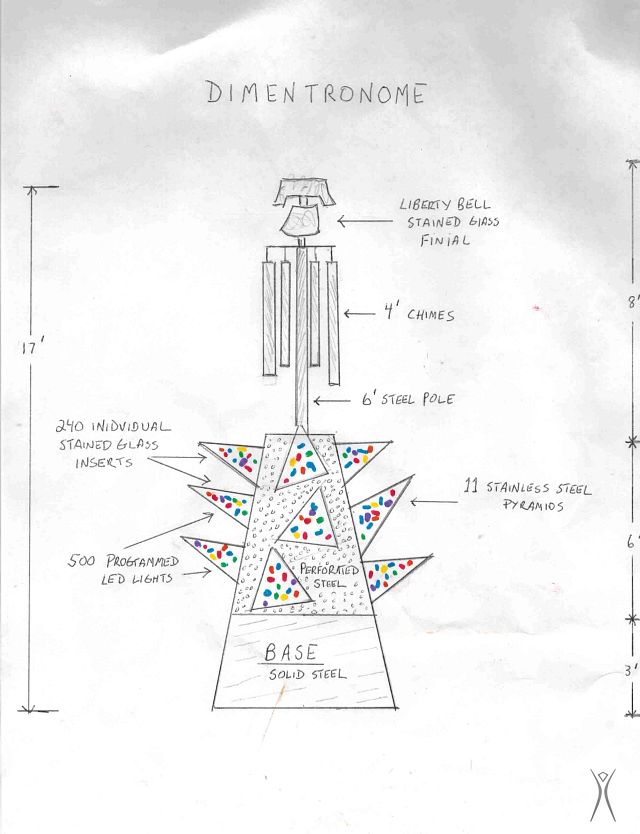 DIMENTRONOME
LIBERTY BELL
STAINED GLASS
FINIAL
17'
8'
4' CHIMES
6' STEEL POLE
240 INIDVIDUAL
STAINED GLASS
INSERTS
11 STAINLESS STEEL
PYRAMIDS
500 PROGRAMMED
LED LIGHTS
PERFORATED
STEEL
6'
BASE
SOLID STEEL
3'